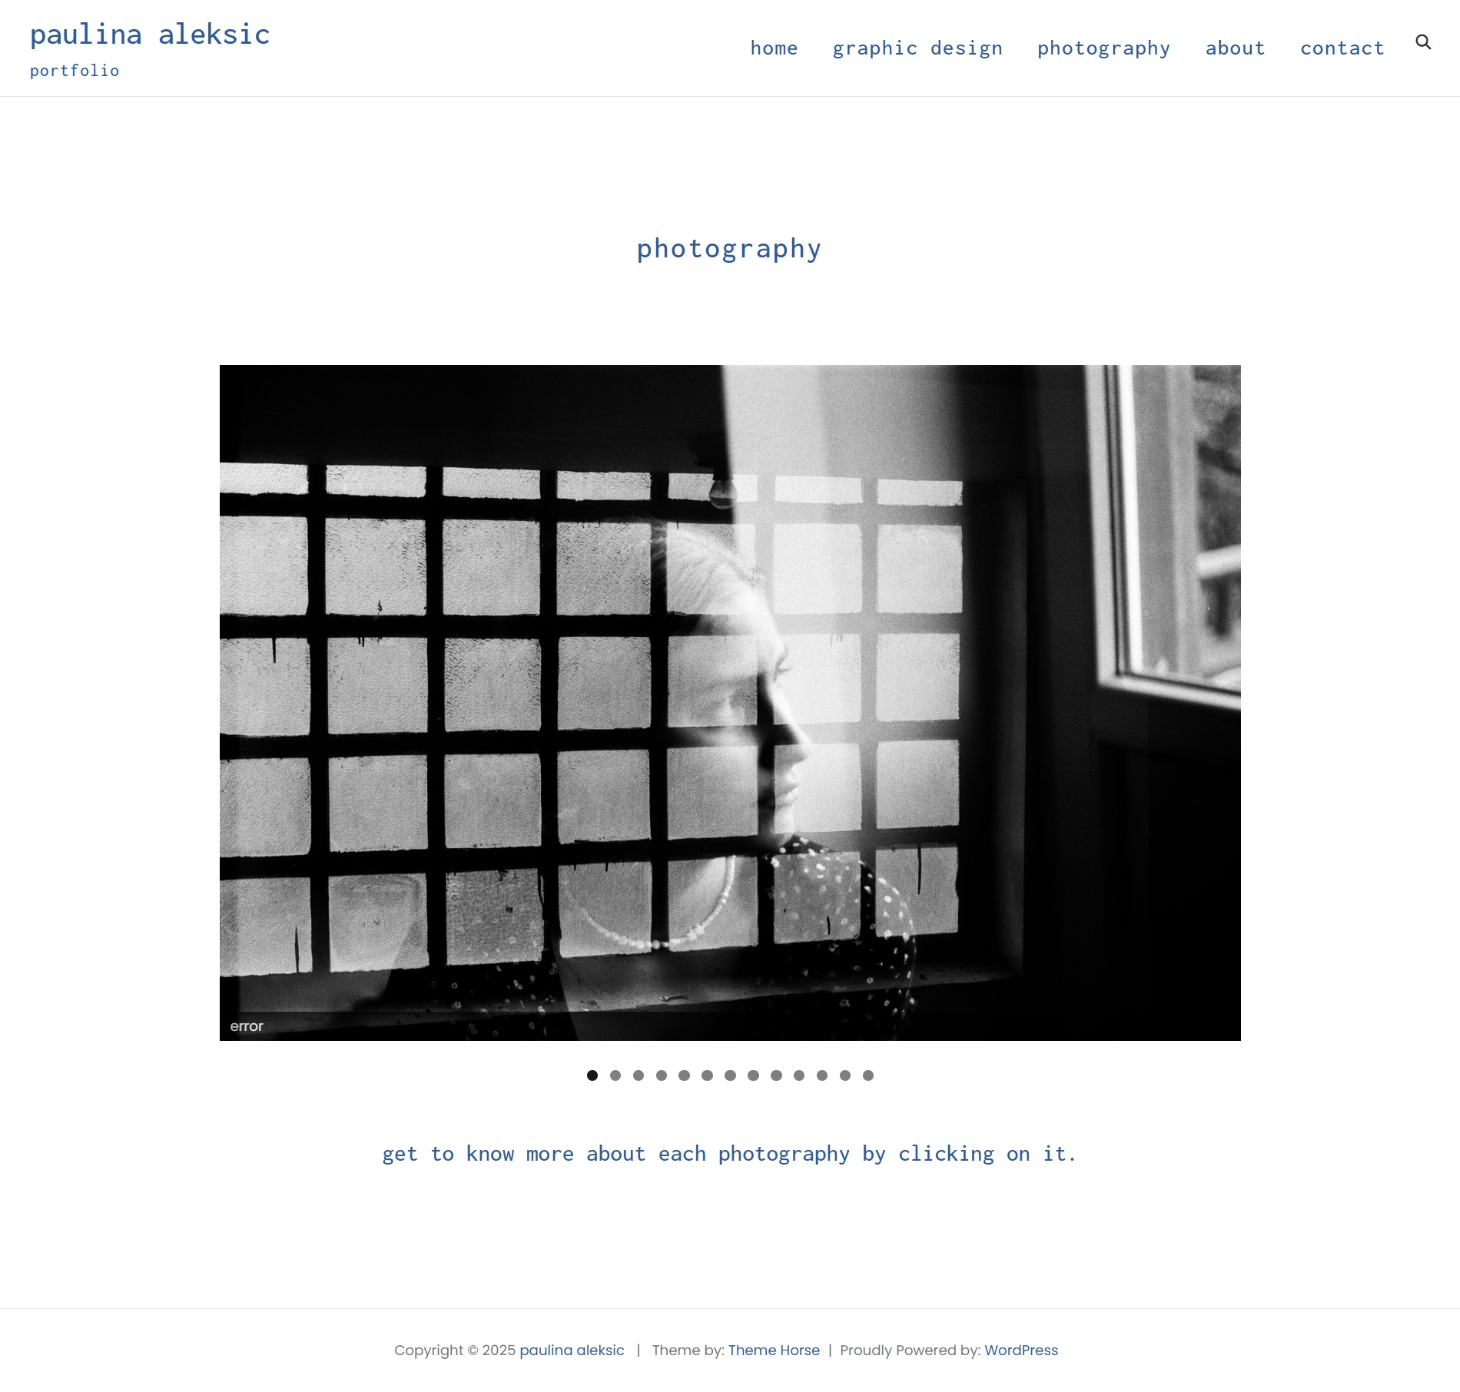 paulina aleksic
portfolio
home graphic design photography about contact
photography
error
get to know more about each photography by clicking on it.
Copyright © 2025 paulina aleksic | Theme by: Theme Horse | Proudly Powered by: WordPress